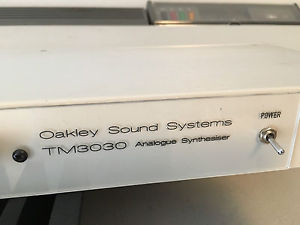 POWER
Oakley Sound Systems
TM3030 Analogue Synthesiser